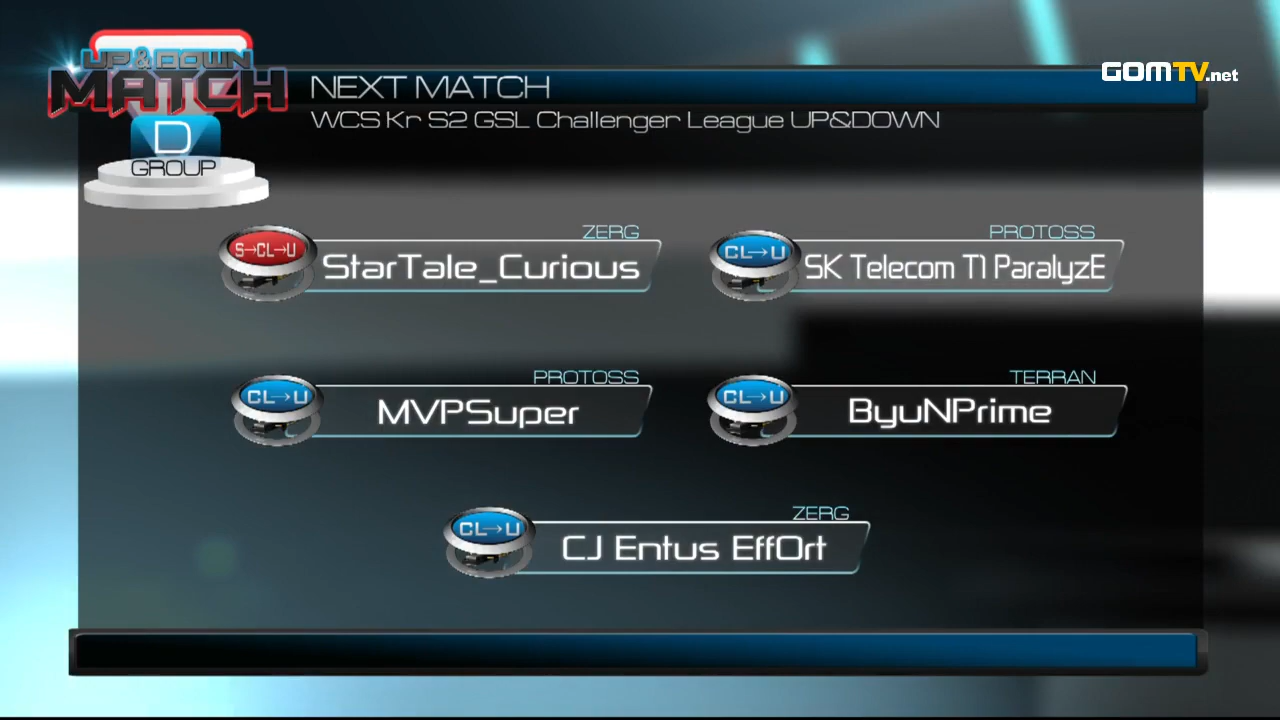 UP&DOWN
MATCH
D
GROUP
NEXT MATCH
WCS Kr S2 GSL Challenger League UP&DOWN
GOMTV.net
ZERG
S→CL→U
StarTale_Curious
PROTOSS
CL→U
SK Telecom T1 ParalyzE
PROTOSS
CL→U
MVPSuper
TERRAN
CL→U
ByuNPrime
ZERG
CL→U
CJ Entus EffOrt